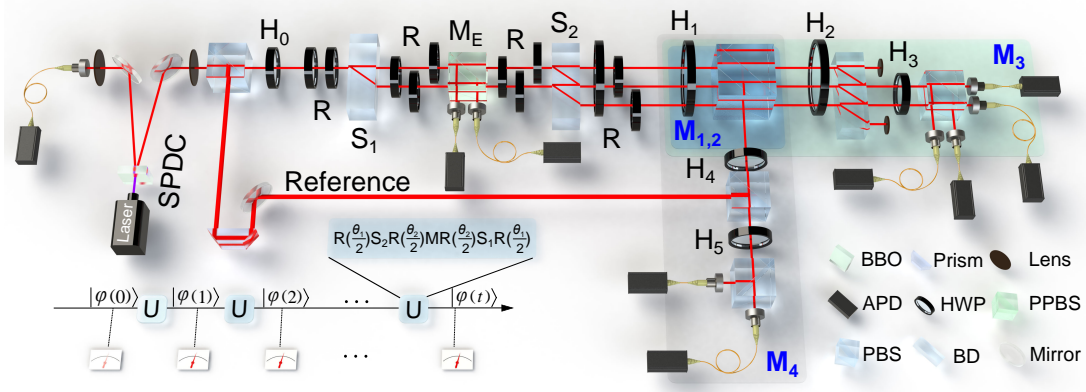 H₀
R
S₁
R
M_E
R
S₂
R
H₁
M₁,₂
H₂
H₃
M₃
H₄
H₅
M₄
SPDC
Laser
Reference
R(θ₁/2)S₂R(θ₂/2)MR(θ₂/2)S₁R(θ₁/2)
|φ(0)⟩ U |φ(1)⟩ U |φ(2)⟩ ··· U |φ(t)⟩
···
BBO Prism Lens
APD HWP PPBS
PBS BD Mirror